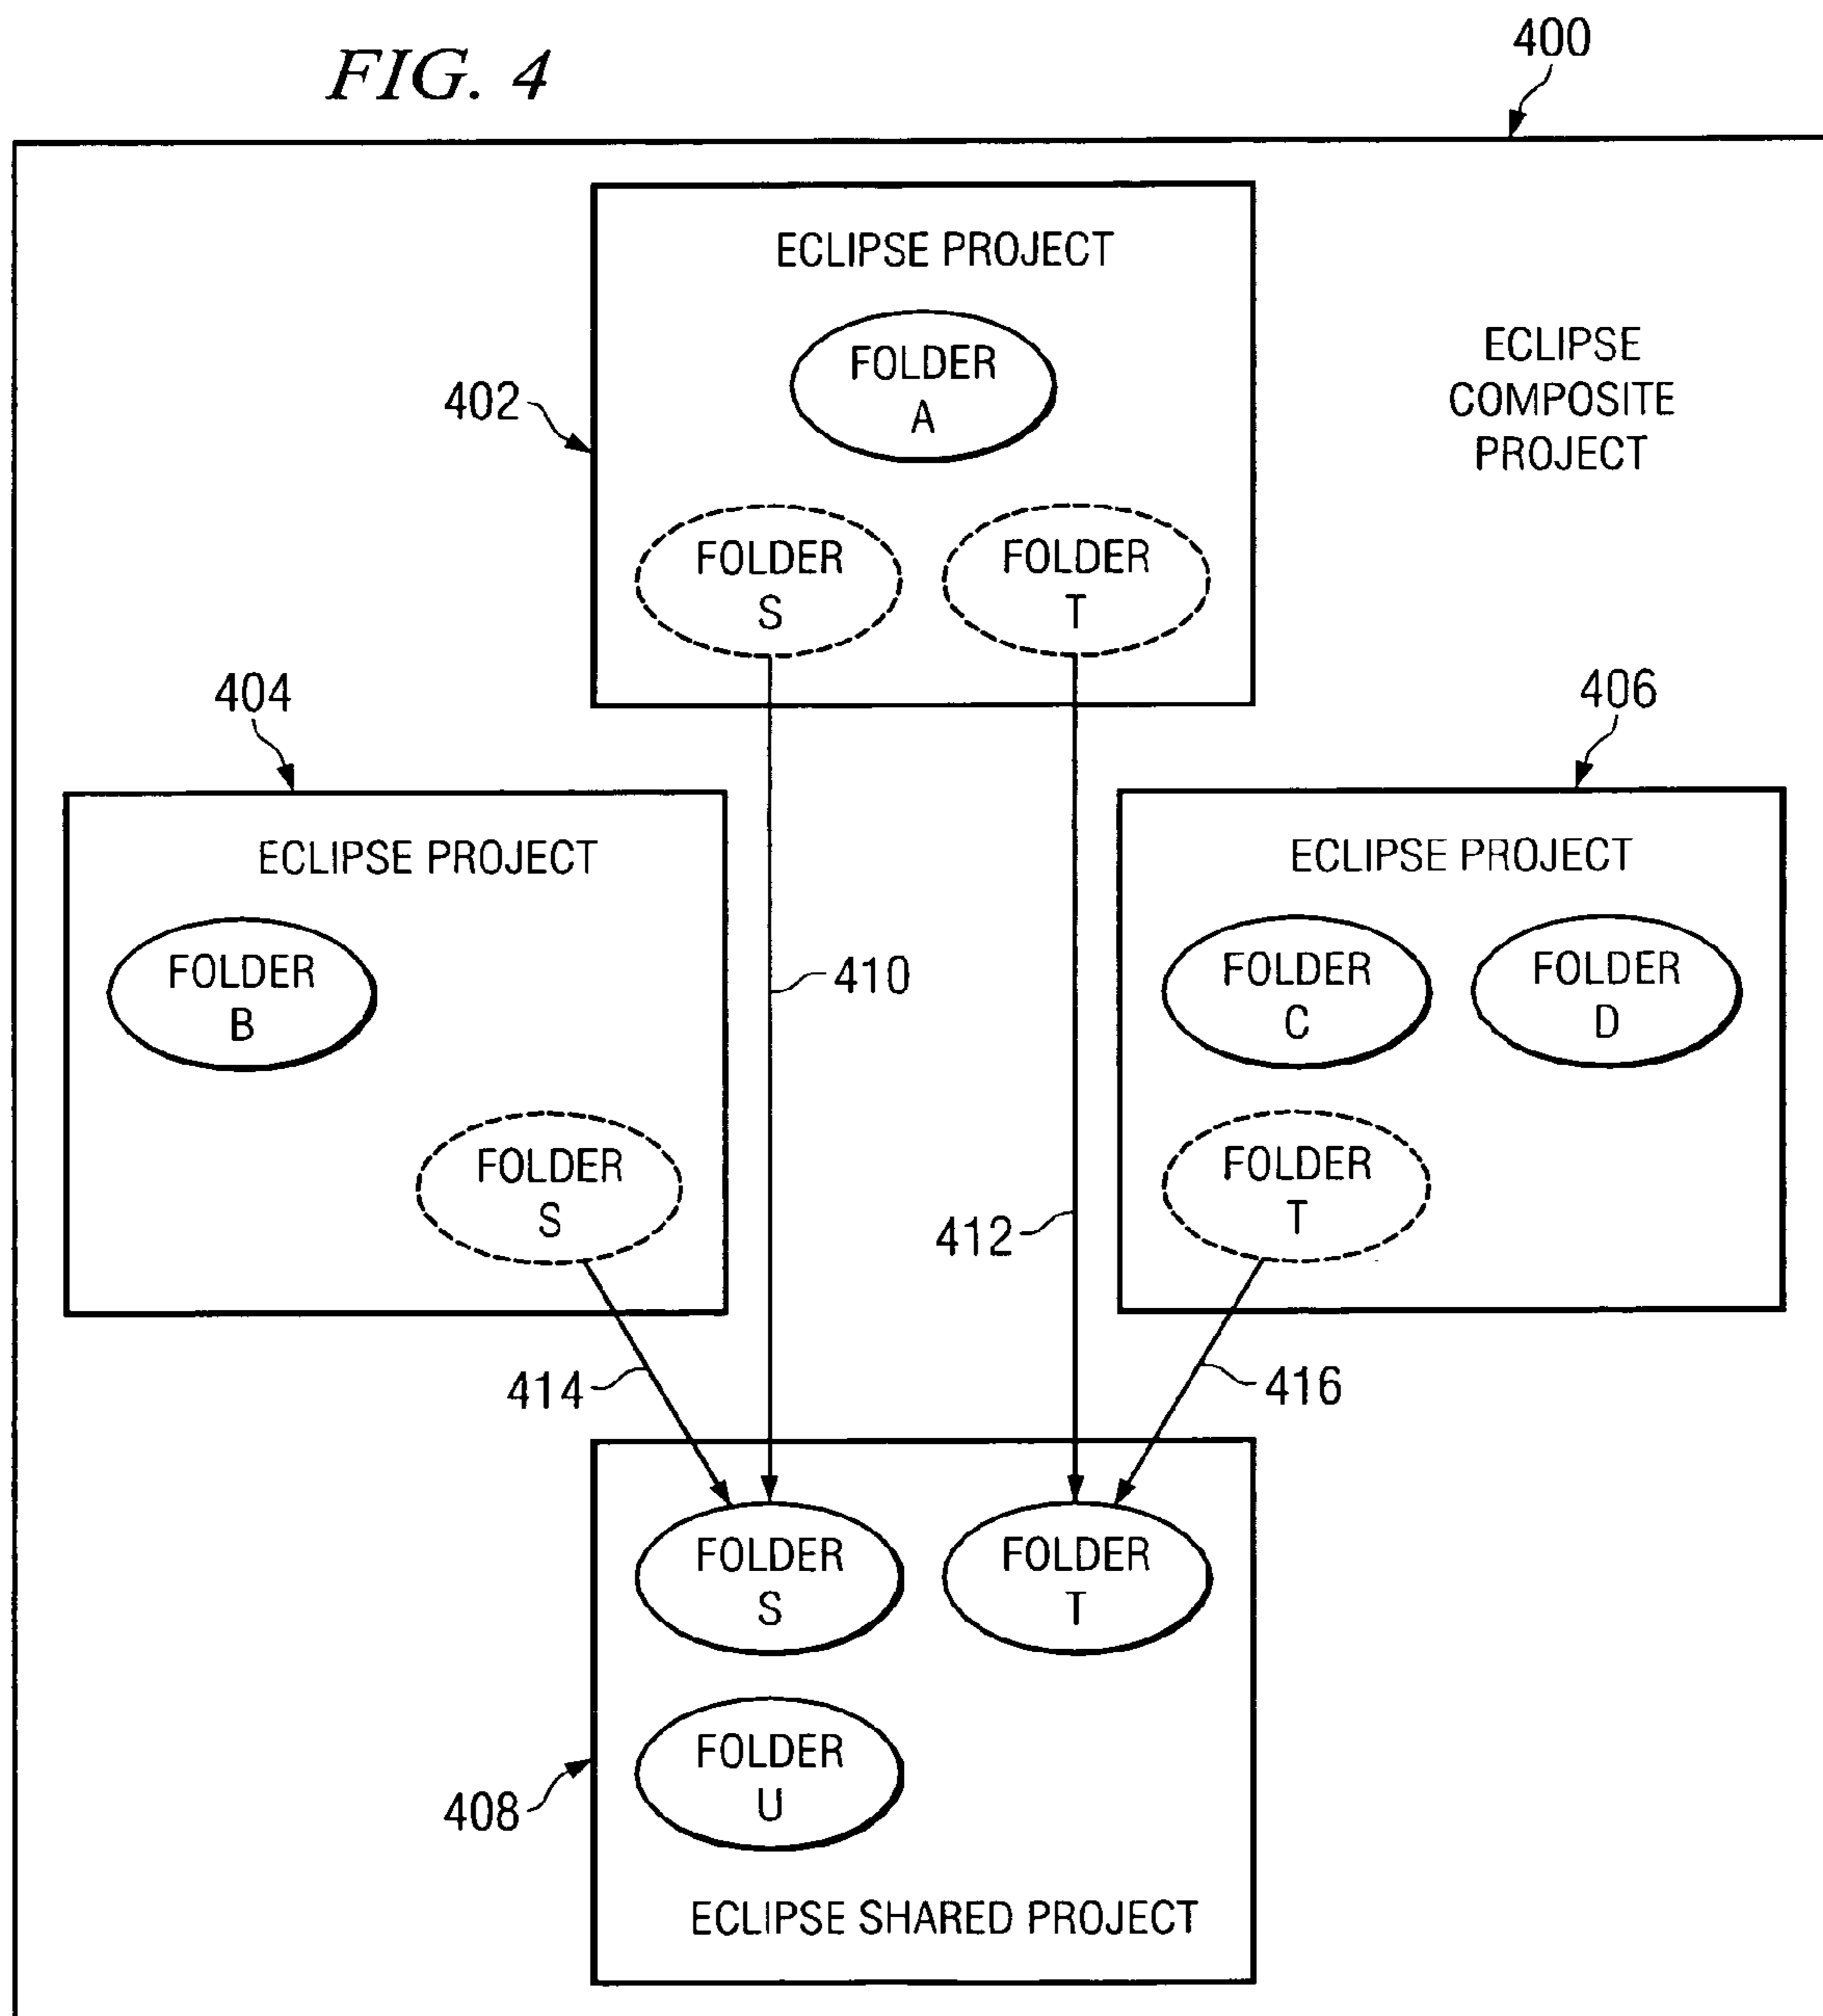 FIG. 4
400
ECLIPSE PROJECT
FOLDER
A
ECLIPSE
COMPOSITE
PROJECT
402
FOLDER
S
FOLDER
T
404
406
ECLIPSE PROJECT
FOLDER
B
FOLDER
S
410
412
ECLIPSE PROJECT
FOLDER
C
FOLDER
D
FOLDER
T
414
416
FOLDER
S
FOLDER
T
FOLDER
U
408
ECLIPSE SHARED PROJECT